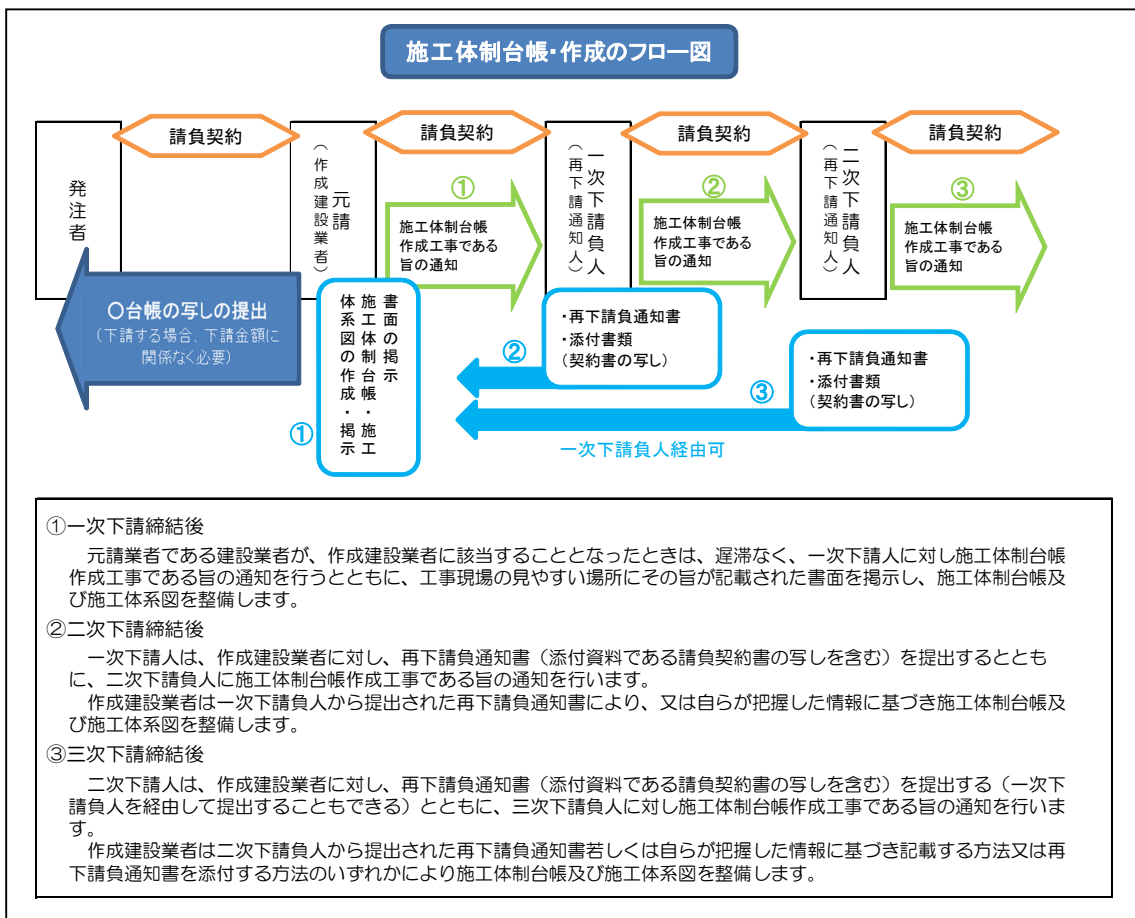 施工体制台帳・作成のフロー図
請負契約
請負契約
請負契約
請負契約
発注者
元請
（作成建設業者）
一次下請負人
（再下請通知人）
二次下請負人
（再下請通知人）
①
施工体制台帳
作成工事である
旨の通知
②
施工体制台帳
作成工事である
旨の通知
③
施工体制台帳
作成工事である
旨の通知
〇台帳の写しの提出
（下請する場合、下請金額に
関係なく必要）
①
書面の掲示
施工体制台帳・施工
体系図の作成・掲示
②
・再下請負通知書
・添付書類
（契約書の写し）
③
・再下請負通知書
・添付書類
（契約書の写し）
一次下請負人経由可
①一次下請締結後
元請業者である建設業者が、作成建設業者に該当することとなったときは、遅滞なく、一次下請人に対し施工体制台帳
作成工事である旨の通知を行うとともに、工事現場の見やすい場所にその旨が記載された書面を掲示し、施工体制台帳及
び施工体系図を整備します。
②二次下請締結後
一次下請人は、作成建設業者に対し、再下請負通知書（添付資料である請負契約書の写しを含む）を提出するととも
に、二次下請負人に施工体制台帳作成工事である旨の通知を行います。
作成建設業者は一次下請負人から提出された再下請負通知書により、又は自らが把握した情報に基づき施工体制台帳及
び施工体系図を整備します。
③三次下請締結後
二次下請人は、作成建設業者に対し、再下請負通知書（添付資料である請負契約書の写しを含む）を提出する（一次下
請負人を経由して提出することもできる）とともに、三次下請負人に対し施工体制台帳作成工事である旨の通知を行いま
す。
作成建設業者は二次下請負人から提出された再下請負通知書若しくは自らが把握した情報に基づき記載する方法又は再
下請負通知書を添付する方法のいずれかにより施工体制台帳及び施工体系図を整備します。